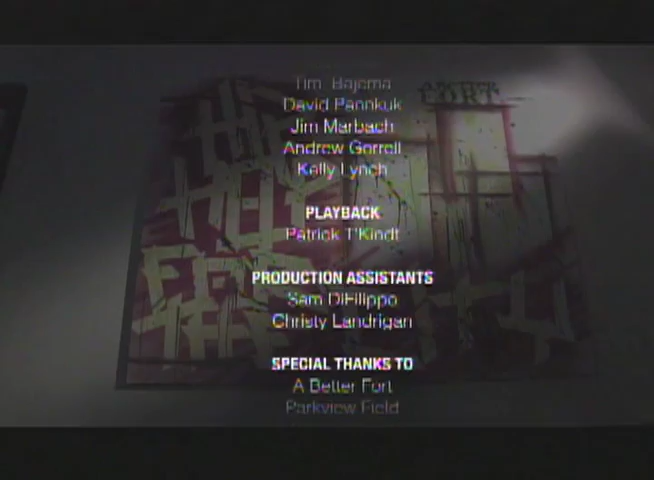 Tim Bajema
David Pannkuk
Jim Marbach
Andrew Gorrell
Kelly Lynch
PLAYBACK
Patrick T'Kindt
PRODUCTION ASSISTANTS
Sam DiFilippo
Christy Landrigan
SPECIAL THANKS TO
A Better Fort
Parkview Field